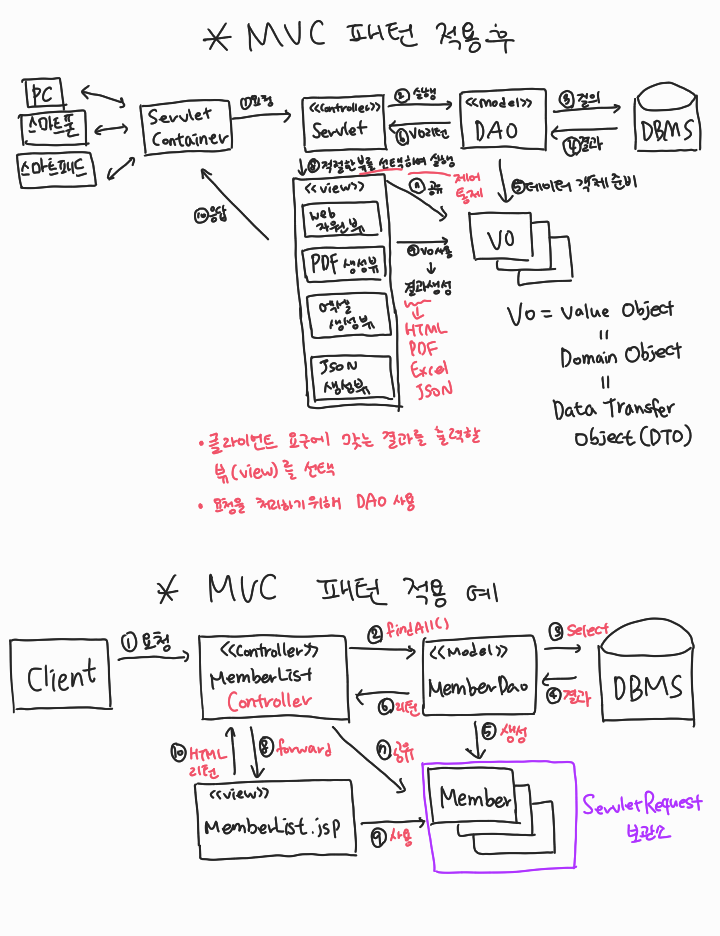 * MVC 패턴 적용 후
PC
스마트폰
스마트패드
Servlet
Container
①요청
<<Controller>>
Servlet
② 실행
⑥ VO리턴
<<Model>>
DAO
③ 질의
④ 결과
DBMS
⑧ 적절한 뷰를 선택하여 실행
제어
통제
⑦ 공유
⑤ 데이터 객체 준비
⑩응답
<<view>>
web
자원 뷰
PDF 생성뷰
엑셀
생성뷰
JSON
생성뷰
⑨ VO사용
결과생성
HTML
PDF
Excel
JSON
VO
VO = Value Object
=
Domain Object
=
Data Transfer
Object (DTO)
• 클라이언트 요구에 맞는 결과를 출력할
뷰(view)를 선택
• 요청을 처리하기위해 DAO 사용
* MVC 패턴 적용 예
Client
① 요청
<<Controller>>
MemberList
Controller
② findAll()
⑥ 리턴
<<Model>>
MemberDao
③ Select
④ 결과
DBMS
⑩ HTML
리턴
⑧ forward
⑦ 공유
⑤ 생성
<<view>>
MemberList.jsp
⑨ 사용
Member
ServletRequest
보관소